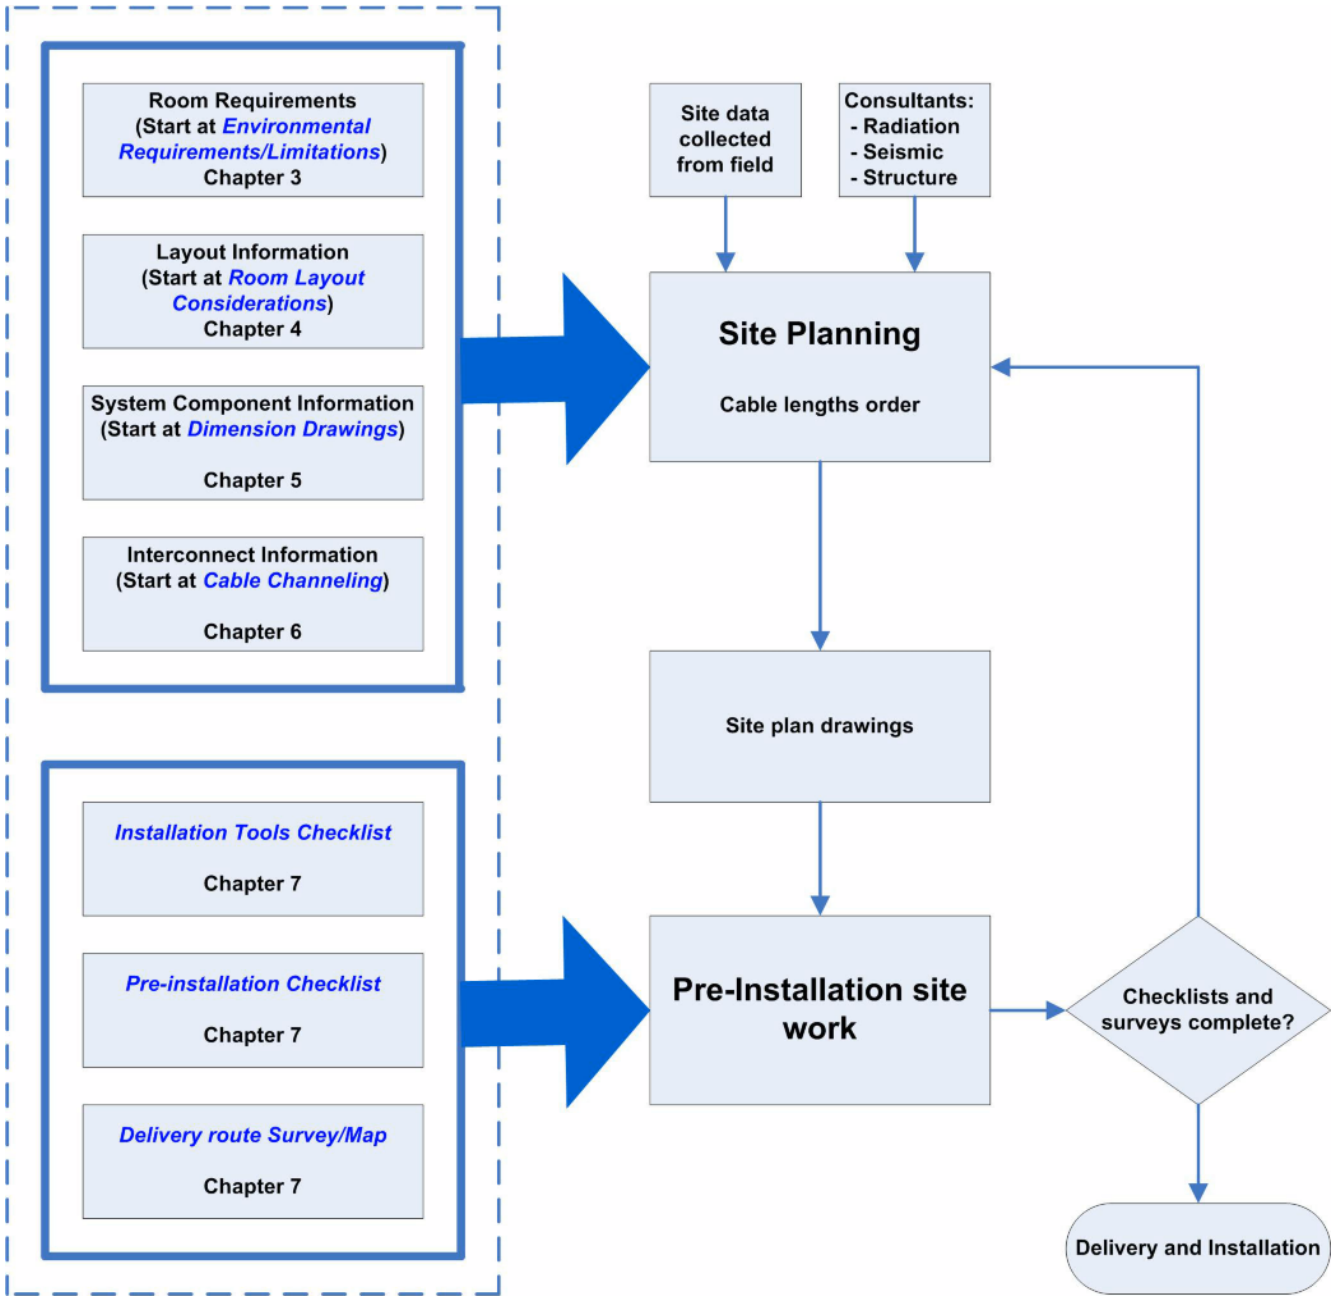 Room Requirements
(Start at Environmental
Requirements/Limitations)
Chapter 3
Layout Information
(Start at Room Layout
Considerations)
Chapter 4
System Component Information
(Start at Dimension Drawings)
Chapter 5
Interconnect Information
(Start at Cable Channeling)
Chapter 6
Installation Tools Checklist
Chapter 7
Pre-installation Checklist
Chapter 7
Delivery route Survey/Map
Chapter 7
Site data
collected
from field
Consultants:
- Radiation
- Seismic
- Structure
Site Planning
Cable lengths order
Site plan drawings
Pre-Installation site
work
Checklists and
surveys complete?
Delivery and Installation